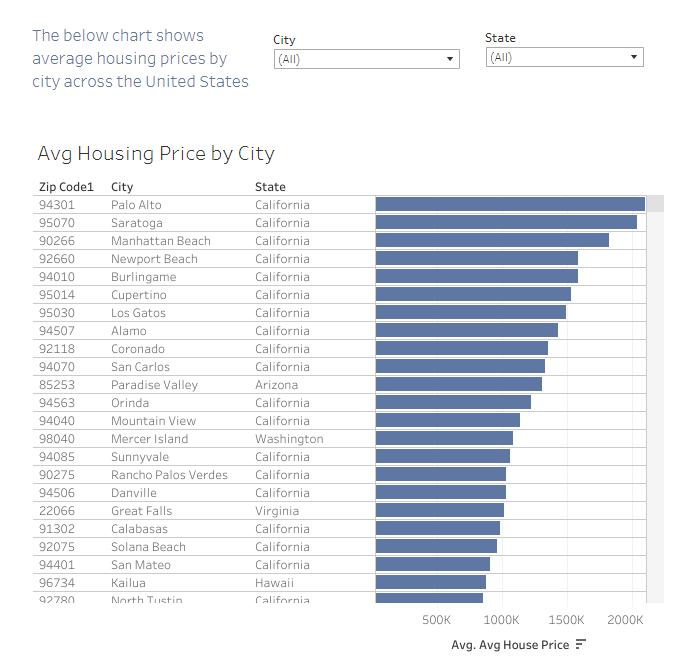 The below chart shows
average housing prices by
city across the United States
City
(All)
State
(All)
Avg Housing Price by City
Zip Code1 City State
94301 Palo Alto California
95070 Saratoga California
90266 Manhattan Beach California
92660 Newport Beach California
94010 Burlingame California
95014 Cupertino California
95030 Los Gatos California
94507 Alamo California
92118 Coronado California
94070 San Carlos California
85253 Paradise Valley Arizona
94563 Orinda California
94040 Mountain View California
98040 Mercer Island Washington
94085 Sunnyvale California
90275 Rancho Palos Verdes California
94506 Danville California
22066 Great Falls Virginia
91302 Calabasas California
92075 Solana Beach California
94401 San Mateo California
96734 Kailua Hawaii
92780 North Tustin California
500K 1000K 1500K 2000K
Avg. Avg House Price